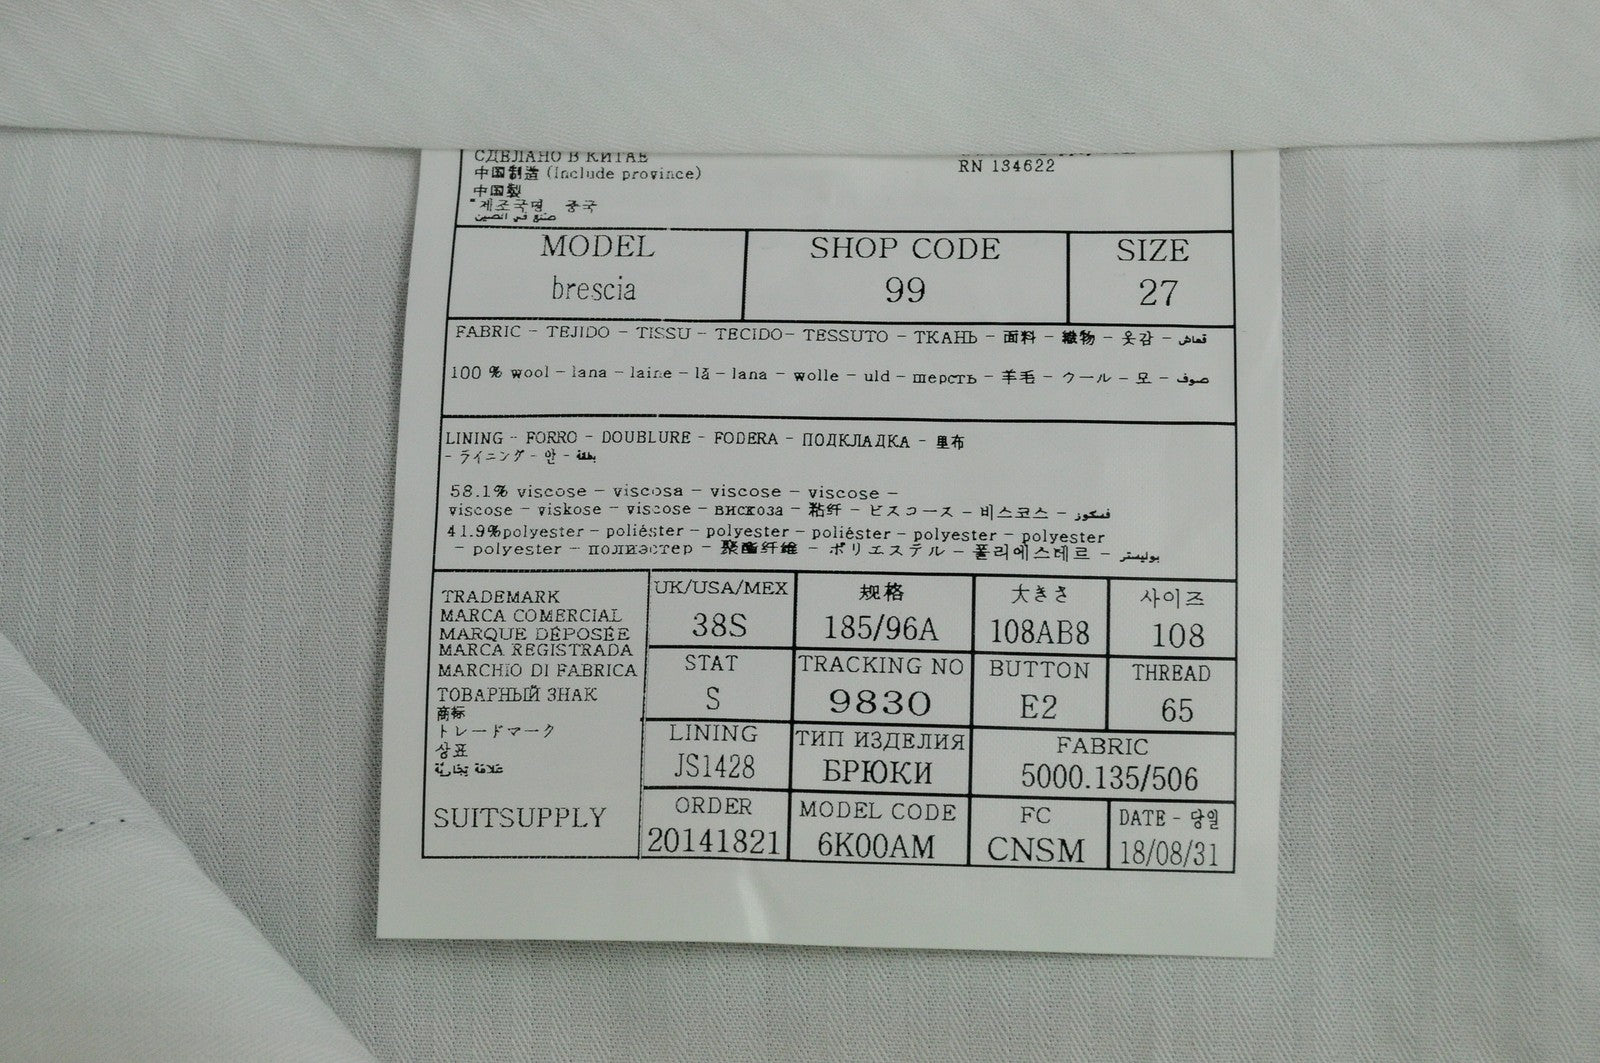 СДЕЛАНО В КИТАЕ
RN 134622
中国制造 (Include province)
中国製
제조국명 중국
صنع في الصين
MODEL
brescia
SHOP CODE
99
SIZE
27
FABRIC - TEJIDO - TISSU - TECIDO- TESSUTO - ТКАНЬ - 面料 - 織物 - 옷감 - قماش
100 % wool - lana - laine - lã - lana - wolle - uld - шерсть - 羊毛 - ウール - 모 - صوف
LINING - FORRO - DOUBLURE - FODERA - ПОДКЛАДКА - 里布
- ライニング - 안 - بطانة
58.1% viscose - viscosa - viscose - viscose -
viscose - viskose - viscose - вискоза - 粘纤 - ビスコース - 비스코스 - فسكوز
41.9%polyester - poliéster - polyester - poliéster - polyester - polyester
- polyester - полиэстер - 聚酯纤维 - ポリエステル - 폴리에스테르 - بوليستر
TRADEMARK
MARCA COMERCIAL
MARQUE DÉPOSÉE
MARCA REGISTRADA
MARCHIO DI FABRICA
ТОВАРНЫЙ ЗНАК
商标
トレードマーク
상표
علامة تجارية
SUITSUPPLY
UK/USA/MEX
38S
规格
185/96A
大きさ
108AB8
사이즈
108
STAT
S
TRACKING NO
9830
BUTTON
E2
THREAD
65
LINING
JS1428
ТИП ИЗДЕЛИЯ
БРЮКИ
FABRIC
5000.135/506
ORDER
20141821
MODEL CODE
6K00AM
FC
CNSM
DATE - 당일
18/08/31